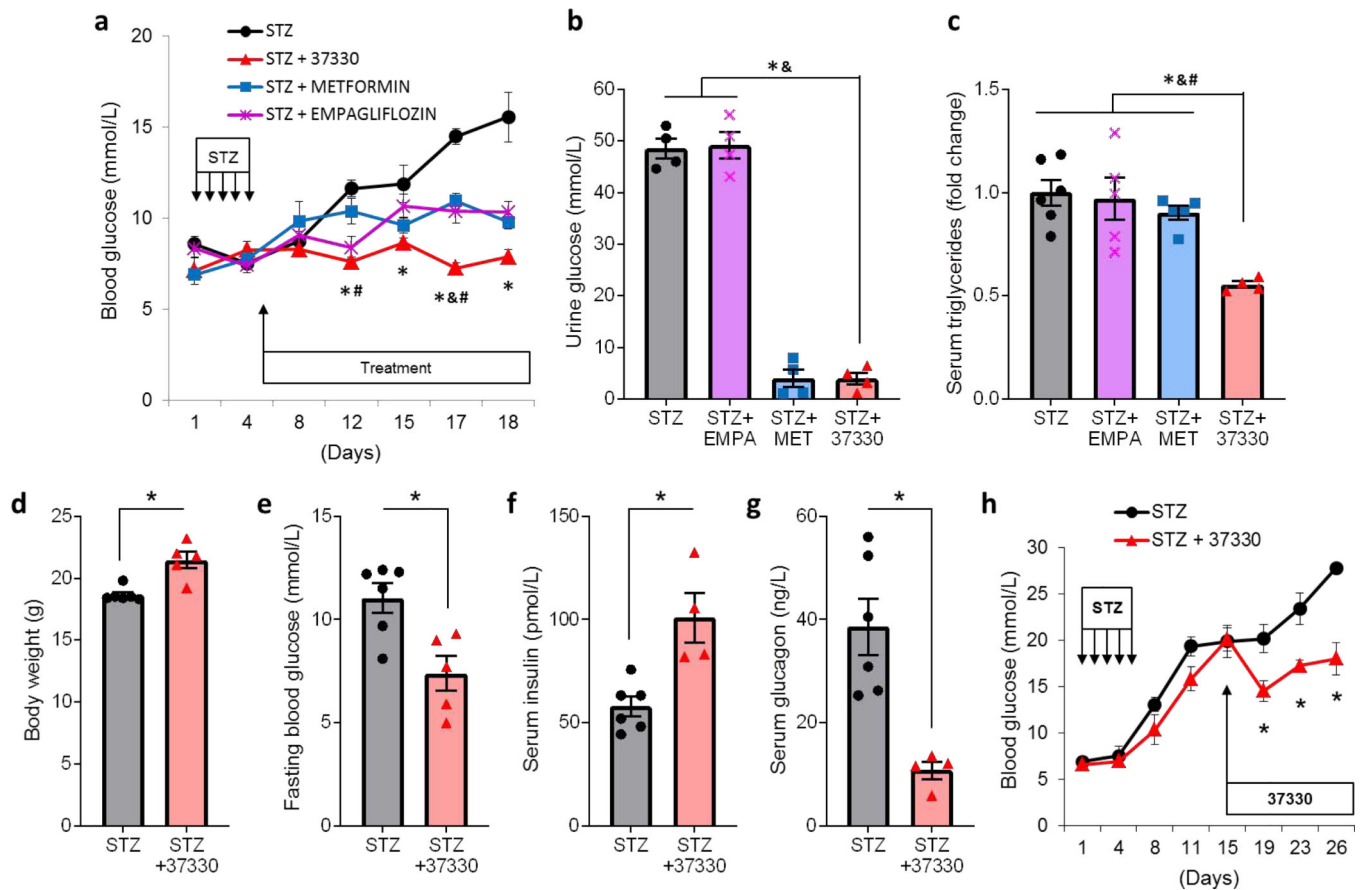 a
STZ
STZ + 37330
STZ + METFORMIN
STZ + EMPAGLIFLOZIN
Blood glucose (mmol/L)
20
15
10
5
0
STZ
*#
*
*&#
*
Treatment
1 4 8 12 15 17 18
(Days)
b
*&
Urine glucose (mmol/L)
60
50
40
30
20
10
0
STZ
STZ+
EMPA
STZ+
MET
STZ+
37330
c
*&#
Serum triglycerides (fold change)
1.5
1.0
0.5
0.0
STZ
STZ+
EMPA
STZ+
MET
STZ+
37330
d
*
Body weight (g)
25
20
15
10
5
0
STZ
STZ
+37330
e
*
Fasting blood glucose (mmol/L)
15
10
5
0
STZ
STZ
+37330
f
*
Serum insulin (pmol/L)
150
100
50
0
STZ
STZ
+37330
g
*
Serum glucagon (ng/L)
60
40
20
0
STZ
STZ
+37330
h
STZ
STZ + 37330
Blood glucose (mmol/L)
30
25
20
15
10
5
0
STZ
*
*
*
37330
1 4 8 11 15 19 23 26
(Days)